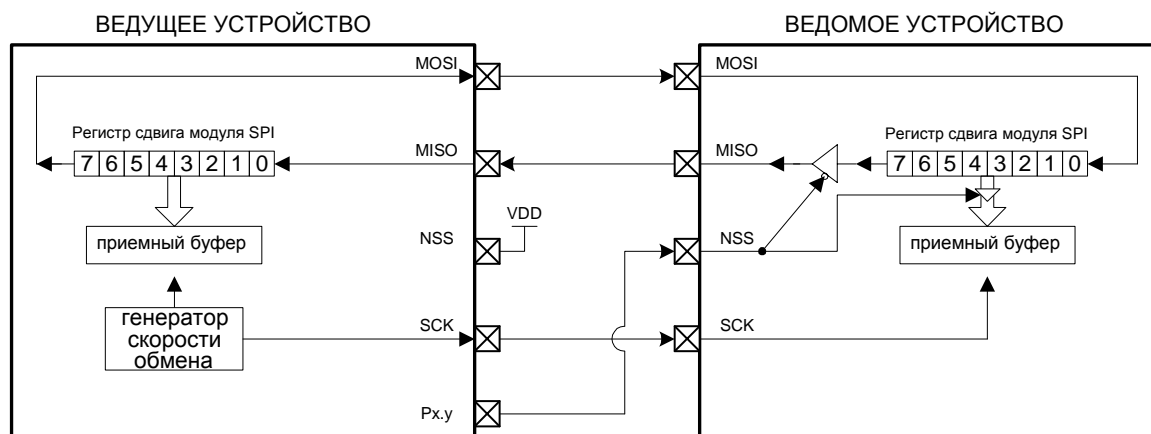 ВЕДУЩЕЕ УСТРОЙСТВО
ВЕДОМОЕ УСТРОЙСТВО
MOSI
MOSI
Регистр сдвига модуля SPI
Регистр сдвига модуля SPI
7 6 5 4 3 2 1 0
MISO
MISO
7 6 5 4 3 2 1 0
VDD
приемный буфер
NSS
NSS
приемный буфер
генератор
скорости
обмена
SCK
SCK
Px.y